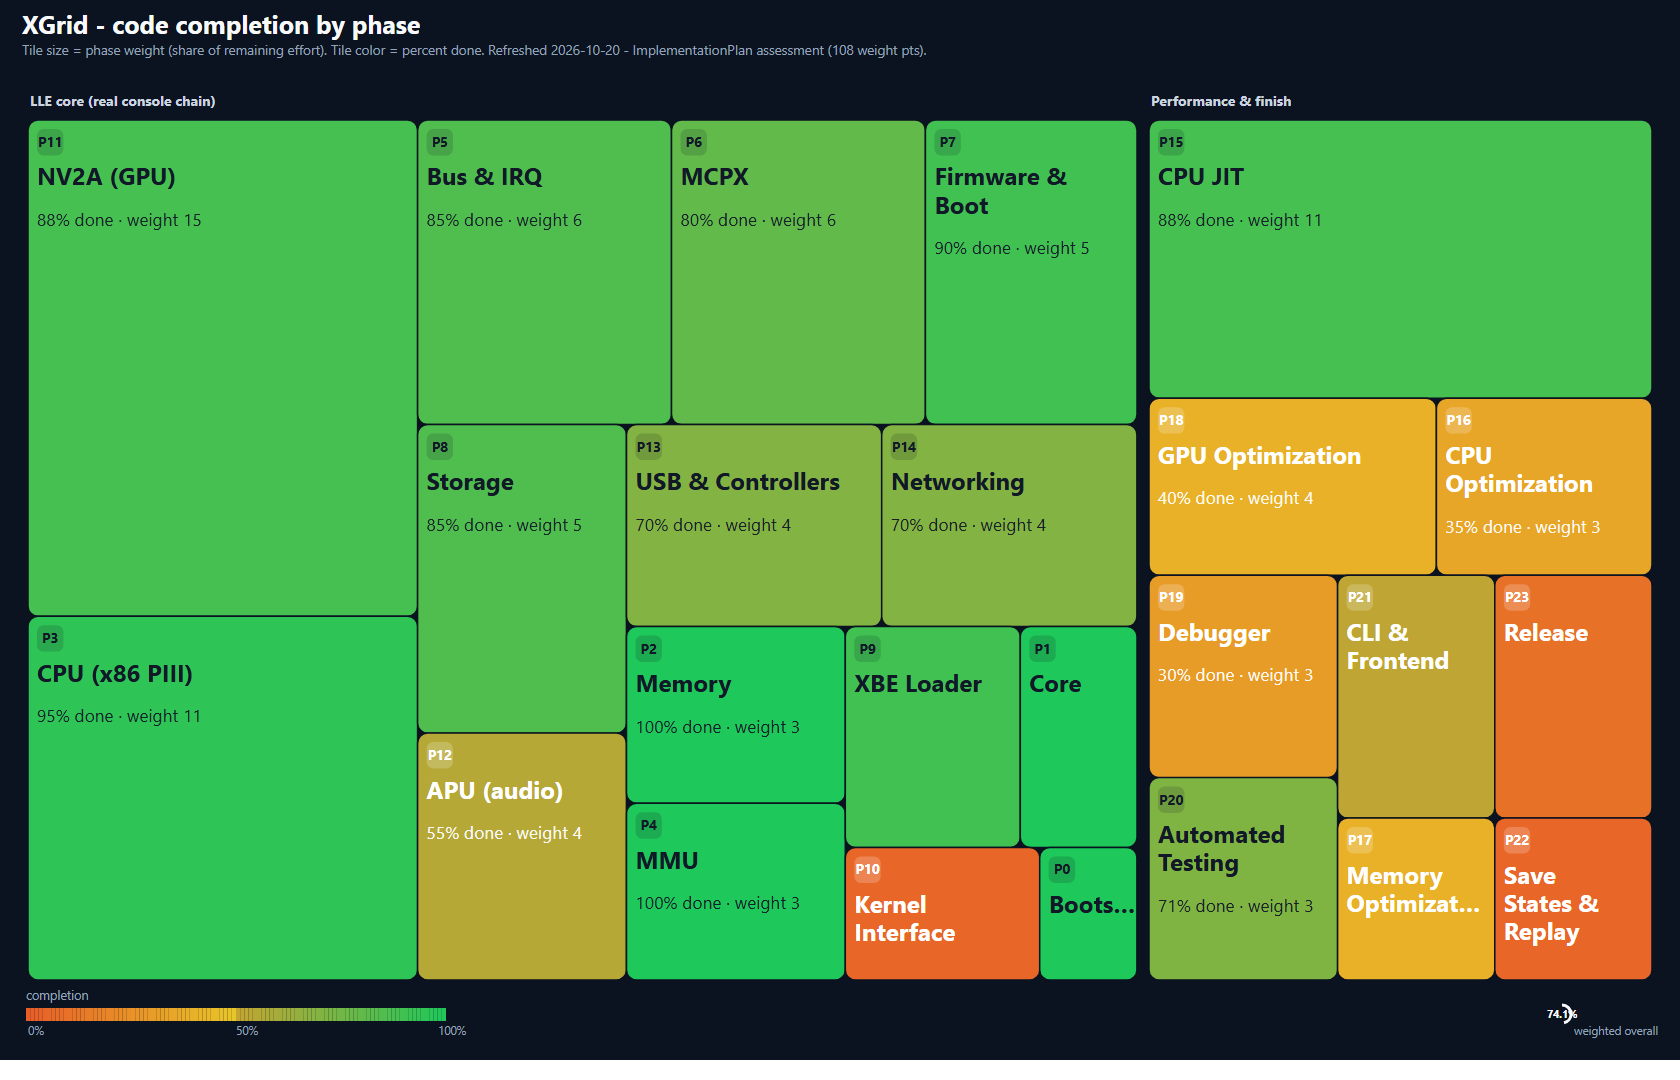 XGrid - code completion by phase
Tile size = phase weight (share of remaining effort). Tile color = percent done. Refreshed 2026-10-20 - ImplementationPlan assessment (108 weight pts).
LLE core (real console chain)
P11
NV2A (GPU)
88% done · weight 15
P5
Bus & IRQ
85% done · weight 6
P6
MCPX
80% done · weight 6
P7
Firmware &
Boot
90% done · weight 5
P8
Storage
85% done · weight 5
P13
USB & Controllers
70% done · weight 4
P14
Networking
70% done · weight 4
P3
CPU (x86 PIII)
95% done · weight 11
P12
APU (audio)
55% done · weight 4
P2
Memory
100% done · weight 3
P9
XBE Loader
P1
Core
P4
MMU
100% done · weight 3
P10
Kernel
Interface
P0
Boots...
Performance & finish
P15
CPU JIT
88% done · weight 11
P18
GPU Optimization
40% done · weight 4
P16
CPU
Optimization
35% done · weight 3
P19
Debugger
30% done · weight 3
P21
CLI &
Frontend
P23
Release
P20
Automated
Testing
71% done · weight 3
P17
Memory
Optimizat...
P22
Save
States &
Replay
completion
0%
50%
100%
74.1%
weighted overall